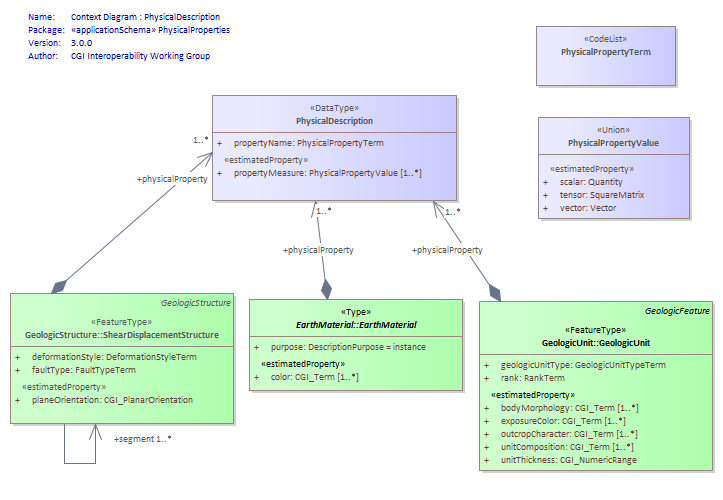 Name: Context Diagram : PhysicalDescription
Package: «applicationSchema» PhysicalProperties
Version: 3.0.0
Author: CGI Interoperability Working Group
«CodeList»
PhysicalPropertyTerm
«DataType»
PhysicalDescription
+ propertyName: PhysicalPropertyTerm
«estimatedProperty»
+ propertyMeasure: PhysicalPropertyValue [1..*]
«Union»
PhysicalPropertyValue
«estimatedProperty»
+ scalar: Quantity
+ tensor: SquareMatrix
+ vector: Vector
1..*
+physicalProperty
1..*
+physicalProperty
1..*
+physicalProperty
GeologicStructure
«FeatureType»
GeologicStructure::ShearDisplacementStructure
+ deformationStyle: DeformationStyleTerm
+ faultType: FaultTypeTerm
«estimatedProperty»
+ planeOrientation: CGI_PlanarOrientation
+segment 1..*
«Type»
EarthMaterial::EarthMaterial
+ purpose: DescriptionPurpose = instance
«estimatedProperty»
+ color: CGI_Term [1..*]
GeologicFeature
«FeatureType»
GeologicUnit::GeologicUnit
+ geologicUnitType: GeologicUnitTypeTerm
+ rank: RankTerm
«estimatedProperty»
+ bodyMorphology: CGI_Term [1..*]
+ exposureColor: CGI_Term [1..*]
+ outcropCharacter: CGI_Term [1..*]
+ unitComposition: CGI_Term [1..*]
+ unitThickness: CGI_NumericRange